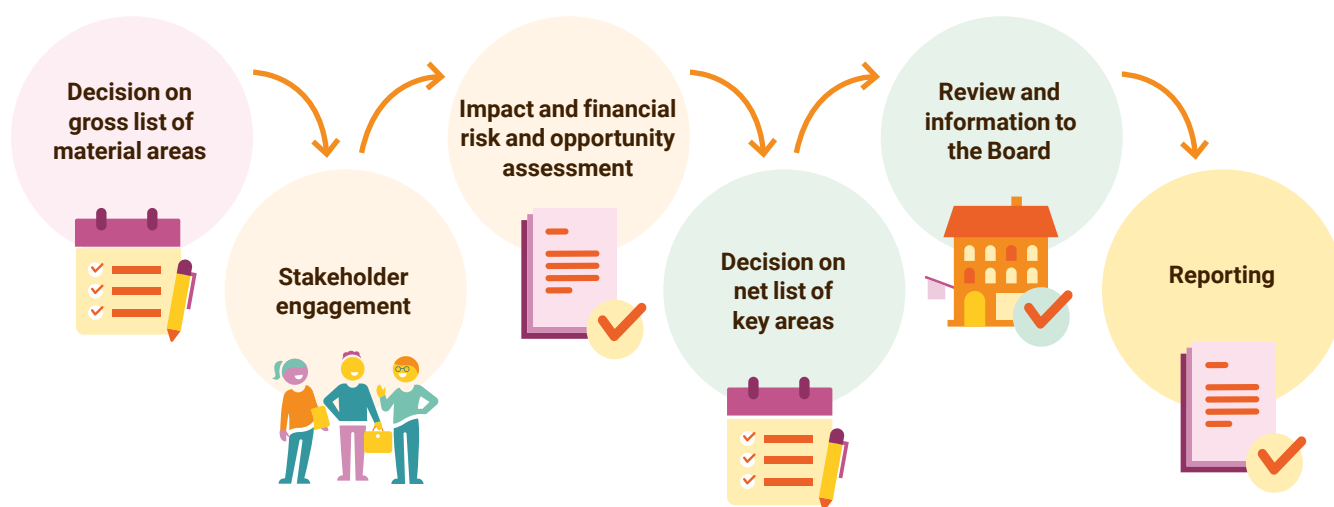 Decision on
gross list of
material areas
Stakeholder
engagement
Impact and financial
risk and opportunity
assessment
Decision on
net list of
key areas
Review and
information to
the Board
Reporting